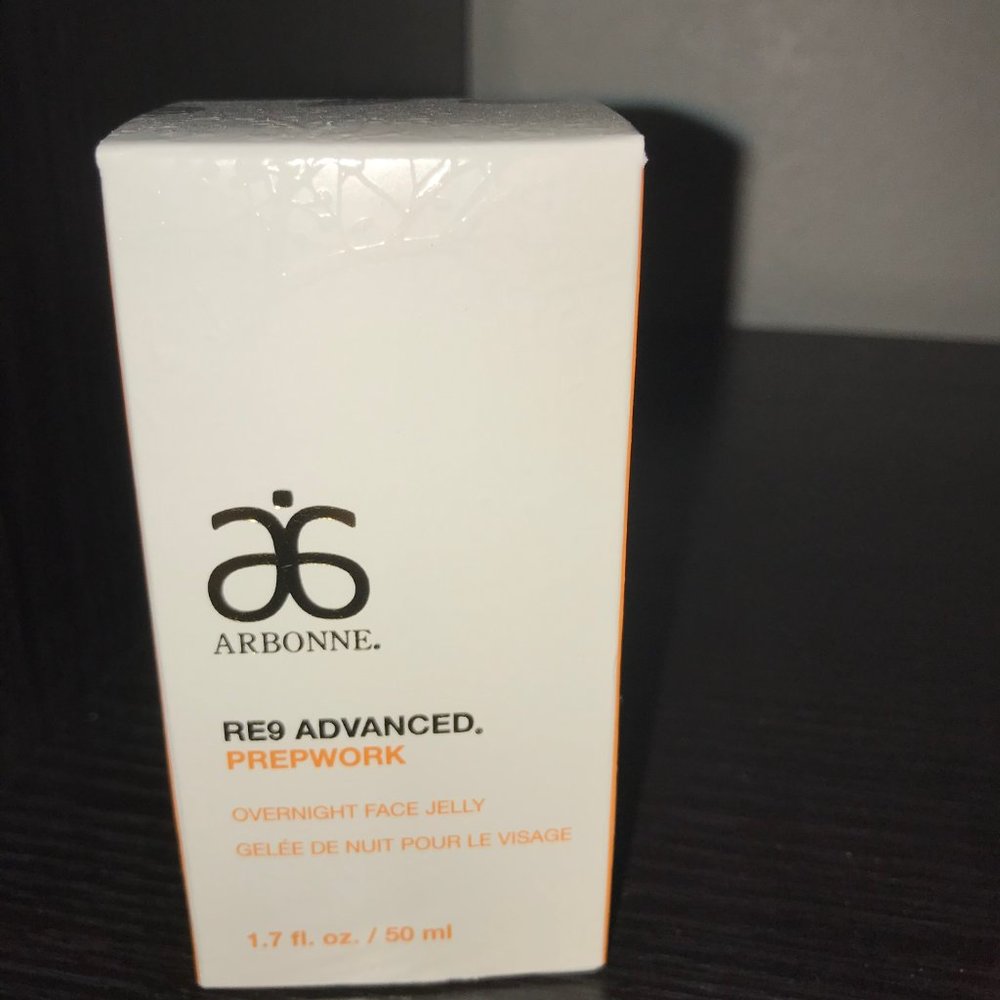 ARBONNE.
RE9 ADVANCED.
PREPWORK
OVERNIGHT FACE JELLY
GELÉE DE NUIT POUR LE VISAGE
1.7 fl. oz. / 50 ml